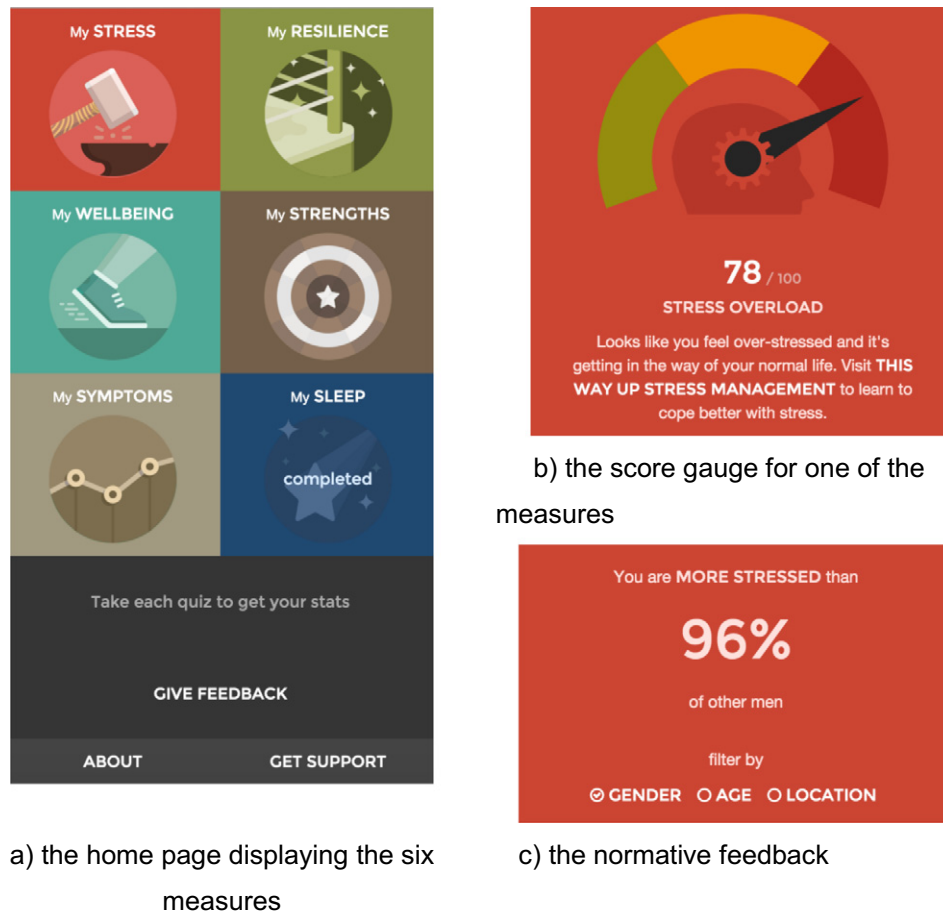 My STRESS
My RESILIENCE
My WELLBEING
My STRENGTHS
My SYMPTOMS
My SLEEP
completed
Take each quiz to get your stats
GIVE FEEDBACK
ABOUT
GET SUPPORT
a) the home page displaying the six
measures
78 / 100
STRESS OVERLOAD
Looks like you feel over-stressed and it's
getting in the way of your normal life. Visit THIS
WAY UP STRESS MANAGEMENT to learn to
cope better with stress.
b) the score gauge for one of the
measures
You are MORE STRESSED than
96%
of other men
filter by
GENDER AGE LOCATION
c) the normative feedback